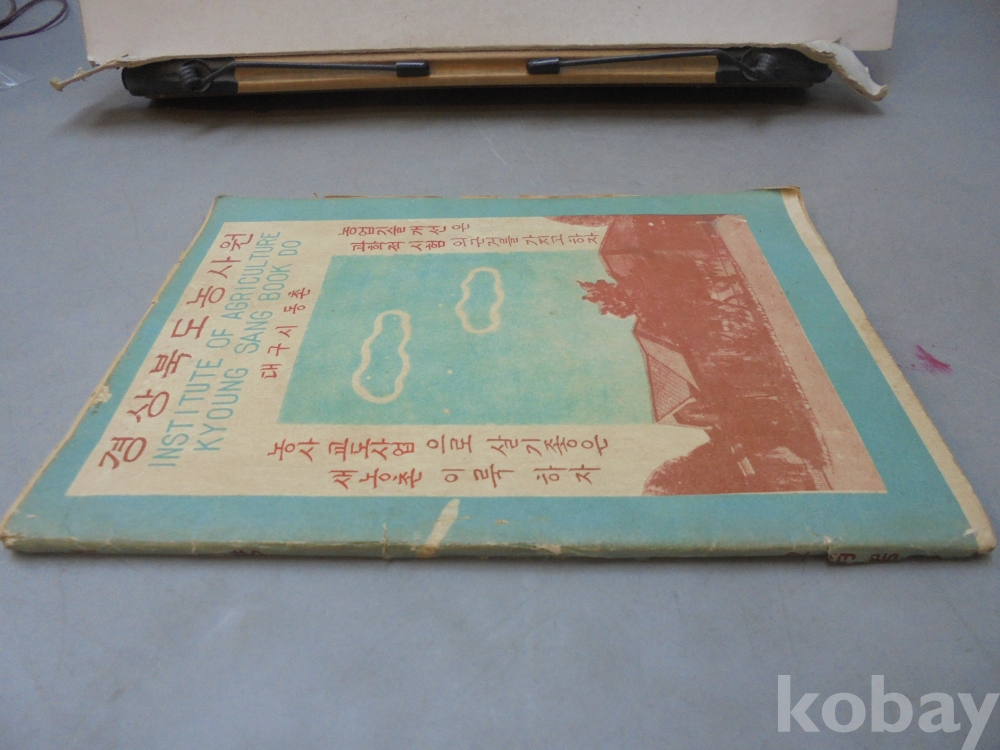 경상북도농사원
INSTITUTE OF AGRICULTURE
KYOUNG SANG BOOK DO
대구시 동촌
농업기술개선은
과학적 시험 의근거를 가지고하자
농사 교도사업 으로 살기좋은
새농촌 이룩 하자
kobay